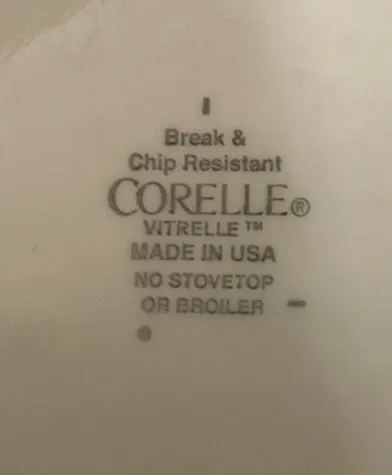 Break &
Chip Resistant
CORELLE®
VITRELLE™
MADE IN USA
NO STOVETOP
OR BROILER